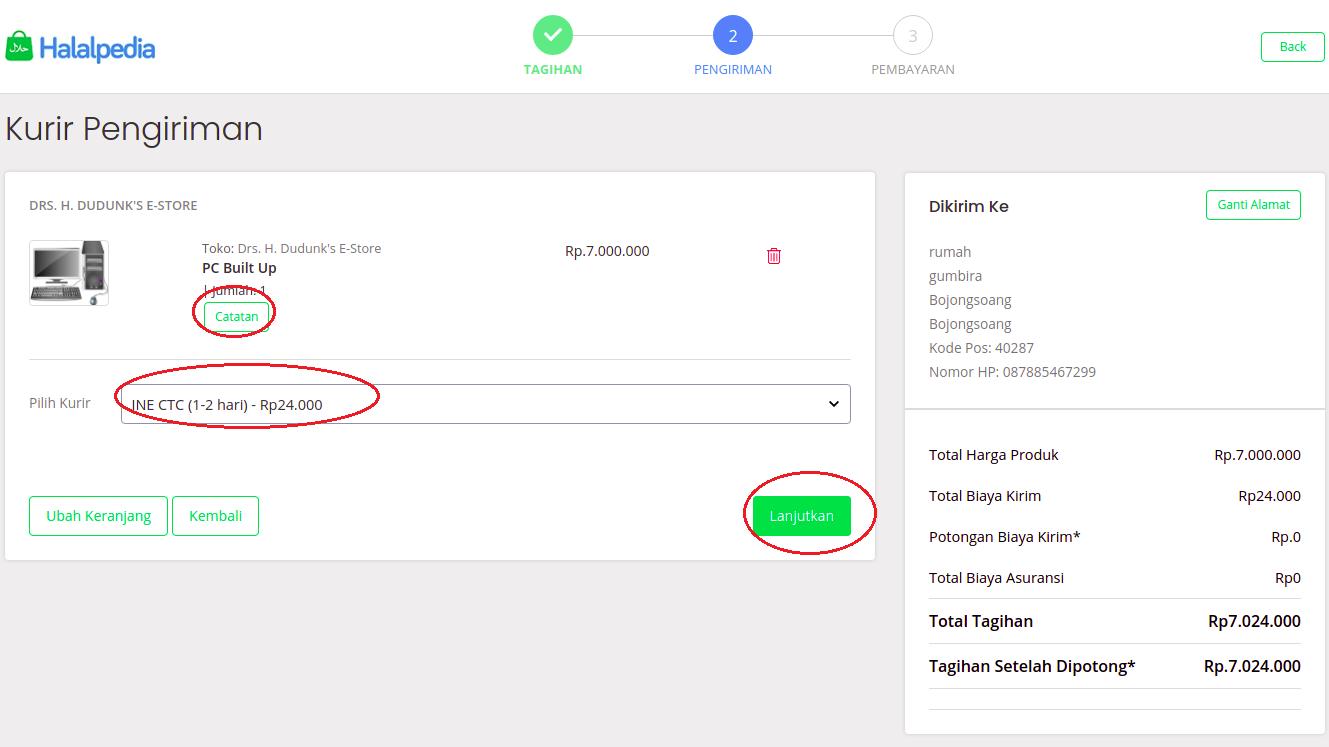 حلال
Halalpedia
2
3
TAGIHAN
PENGIRIMAN
PEMBAYARAN
Back
Kurir Pengiriman
DRS. H. DUDUNK'S E-STORE
Toko: Drs. H. Dudunk's E-Store
PC Built Up
| Jumlah: 1
Catatan
Rp.7.000.000
Pilih Kurir
JNE CTC (1-2 hari) - Rp24.000
Ubah Keranjang
Kembali
Lanjutkan
Dikirim Ke
Ganti Alamat
rumah
gumbira
Bojongsoang
Bojongsoang
Kode Pos: 40287
Nomor HP: 087885467299
Total Harga Produk Rp.7.000.000
Total Biaya Kirim Rp24.000
Potongan Biaya Kirim* Rp.0
Total Biaya Asuransi Rp0
Total Tagihan Rp7.024.000
Tagihan Setelah Dipotong* Rp.7.024.000